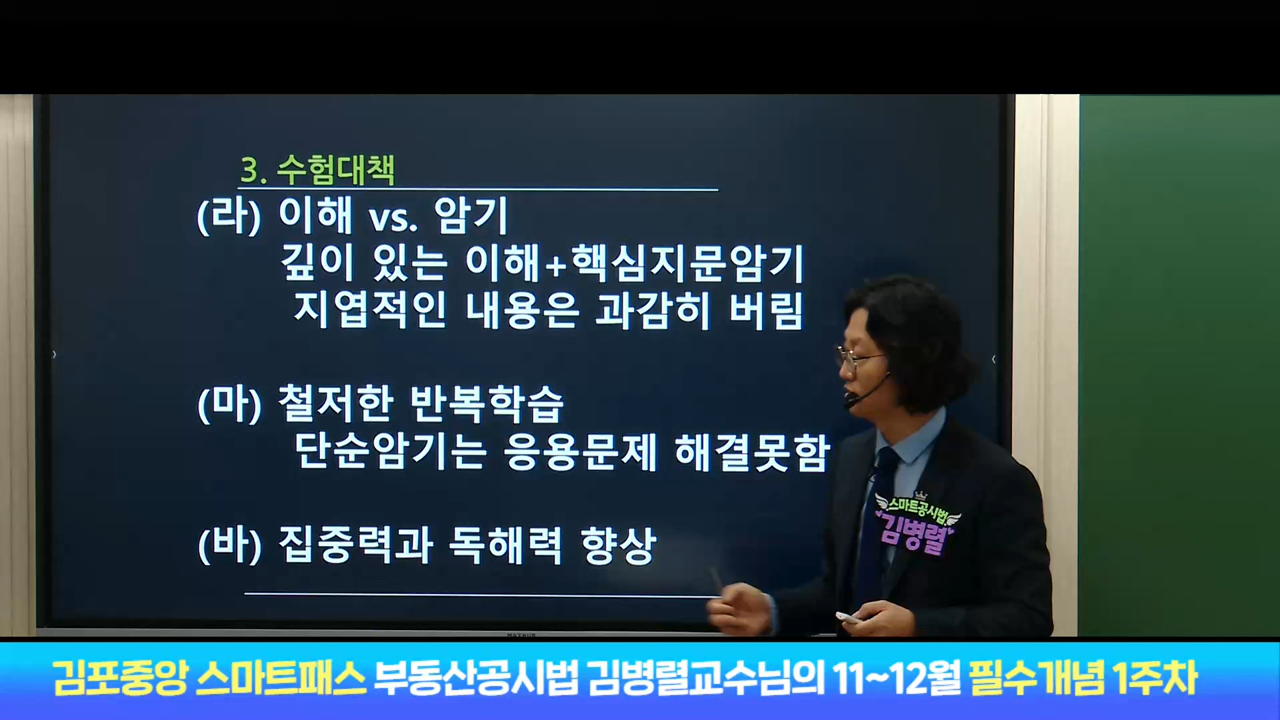 3. 수험대책
(라) 이해 vs. 암기
깊이 있는 이해+핵심지문암기
지엽적인 내용은 과감히 버림
(마) 철저한 반복학습
단순암기는 응용문제 해결못함
(바) 집중력과 독해력 향상
스마트공시법
김병렬
김포중앙 스마트패스 부동산공시법 김병렬교수님의 11~12월 필수개념 1주차